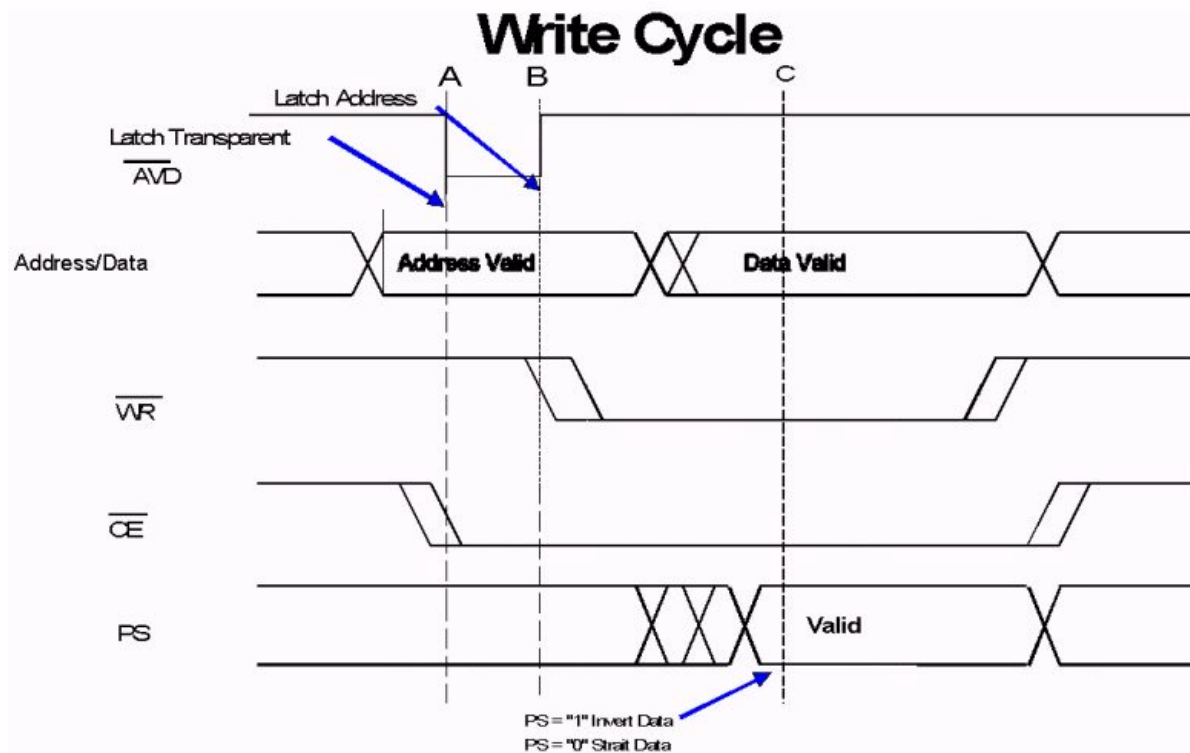 Write Cycle
A
B
C
Latch Address
Latch Transparent
AVD
Address/Data
Address Valid
Data Valid
WR
CE
PS
Valid
PS = "1" Invert Data
PS = "0" Strait Data